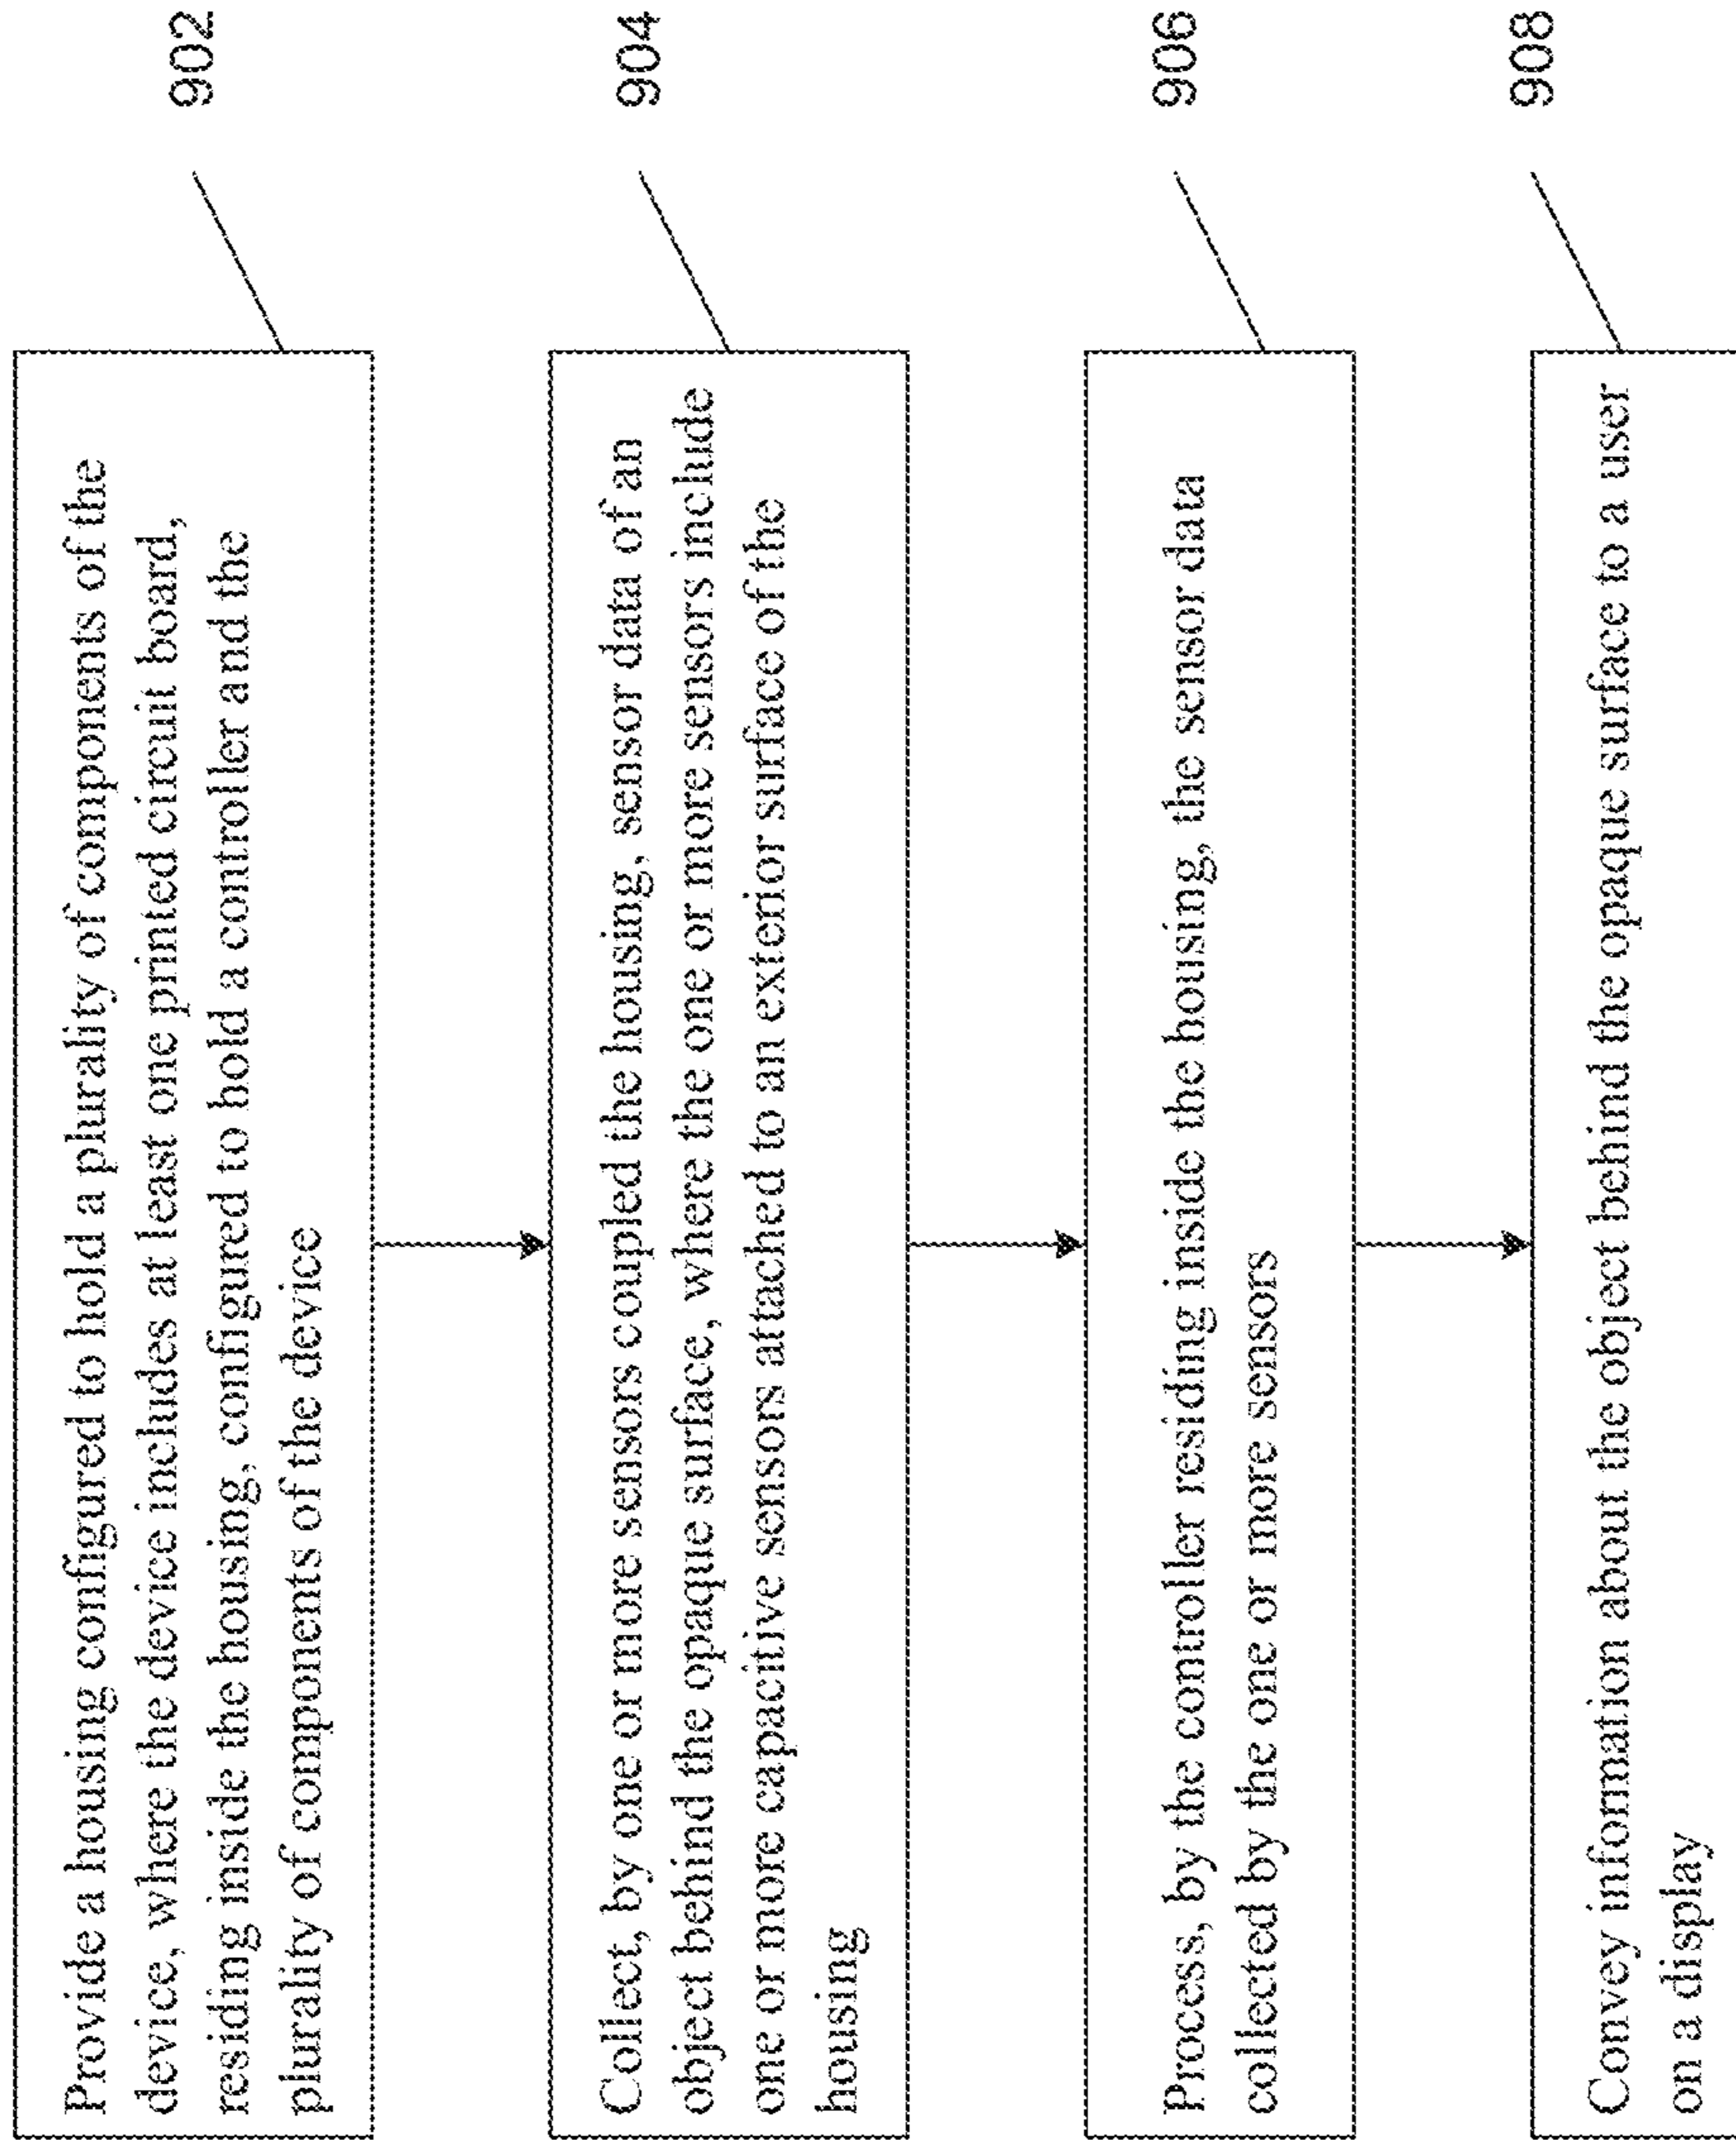 Provide a housing configured to hold a plurality of components of the
device, where the device includes at least one printed circuit board,
residing inside the housing, configured to hold a controller and the
plurality of components of the device
902
Collect, by one or more sensors coupled the housing, sensor data of an
object behind the opaque surface, where the one or more sensors include
one or more capacitive sensors attached to an exterior surface of the
housing
904
Process, by the controller residing inside the housing, the sensor data
collected by the one or more sensors
906
Convey information about the object behind the opaque surface to a user
on a display
908